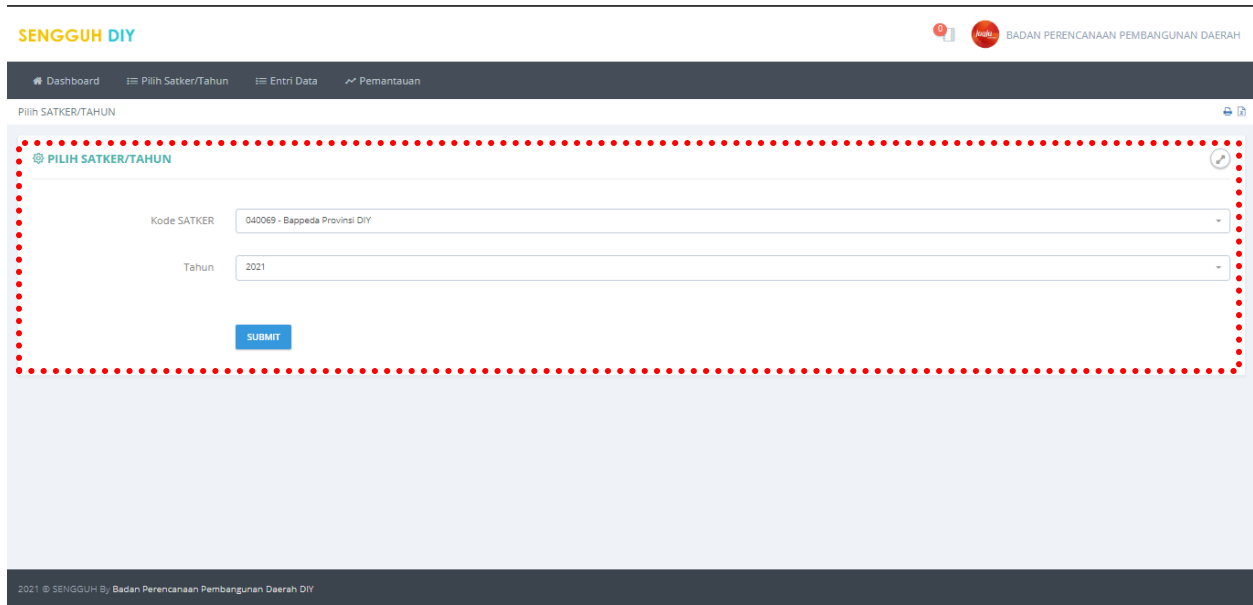 SENGGUH DIY
0
jogja
BADAN PERENCANAAN PEMBANGUNAN DAERAH
Dashboard
Pilih Satker/Tahun
Entri Data
Pemantauan
Pilih SATKER/TAHUN
PILIH SATKER/TAHUN
Kode SATKER
040069 - Bappeda Provinsi DIY
Tahun
2021
SUBMIT
2021 © SENGGUH By Badan Perencanaan Pembangunan Daerah DIY